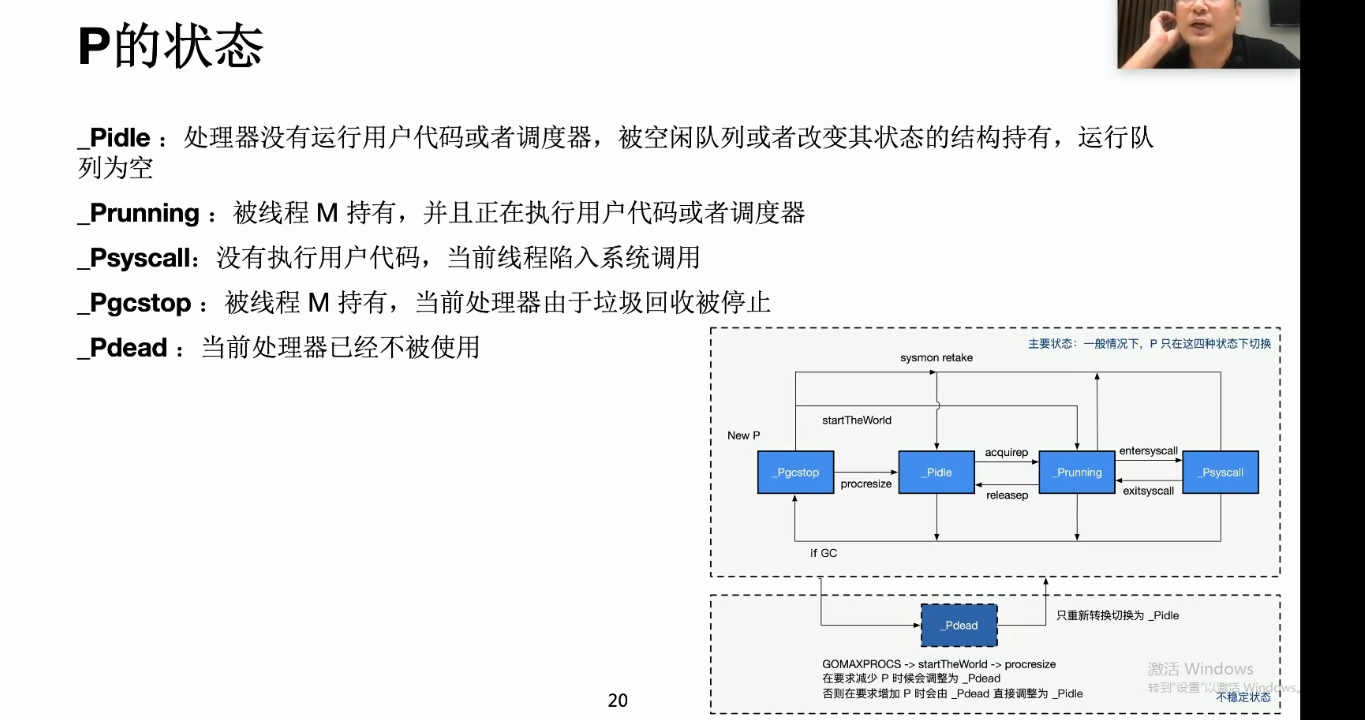 P的状态
_Pidle ：处理器没有运行用户代码或者调度器，被空闲队列或者改变其状态的结构持有，运行队
列为空
_Prunning ：被线程 M 持有，并且正在执行用户代码或者调度器
_Psyscall：没有执行用户代码，当前线程陷入系统调用
_Pgcstop ：被线程 M 持有，当前处理器由于垃圾回收被停止
_Pdead ：当前处理器已经不被使用
主要状态：一般情况下，P 只在这四种状态下切换
sysmon retake
startTheWorld
New P
_Pgcstop
procresize
_Pidle
acquirep
releasep
_Prunning
entersyscall
exitsyscall
_Psyscall
if GC
_Pdead
只重新转换切换为 _Pidle
GOMAXPROCS -> startTheWorld -> procresize
在要求减少 P 时候会调整为 _Pdead
否则在要求增加 P 时会由 _Pdead 直接调整为 _Pidle
不稳定状态
激活 Windows
转到"设置"以激活 Windows。
20